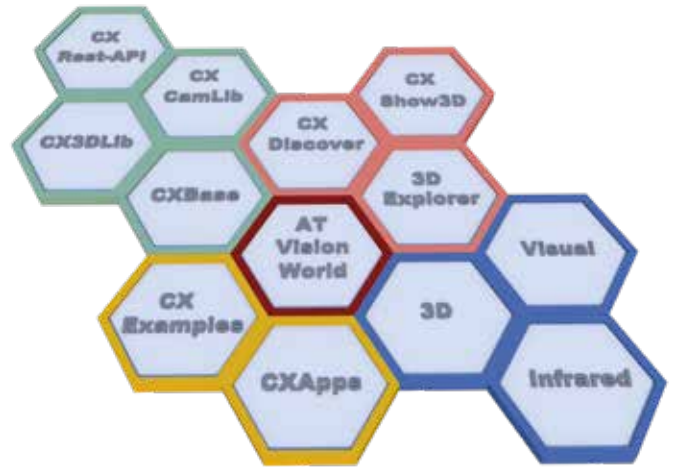 CX
Rest-API
CX
CamLib
CX
Show3D
CX3DLib
CX
Discover
CXBase
3D
Explorer
AT
Vision
World
Visual
CX
Examples
3D
CXApps
Infrared